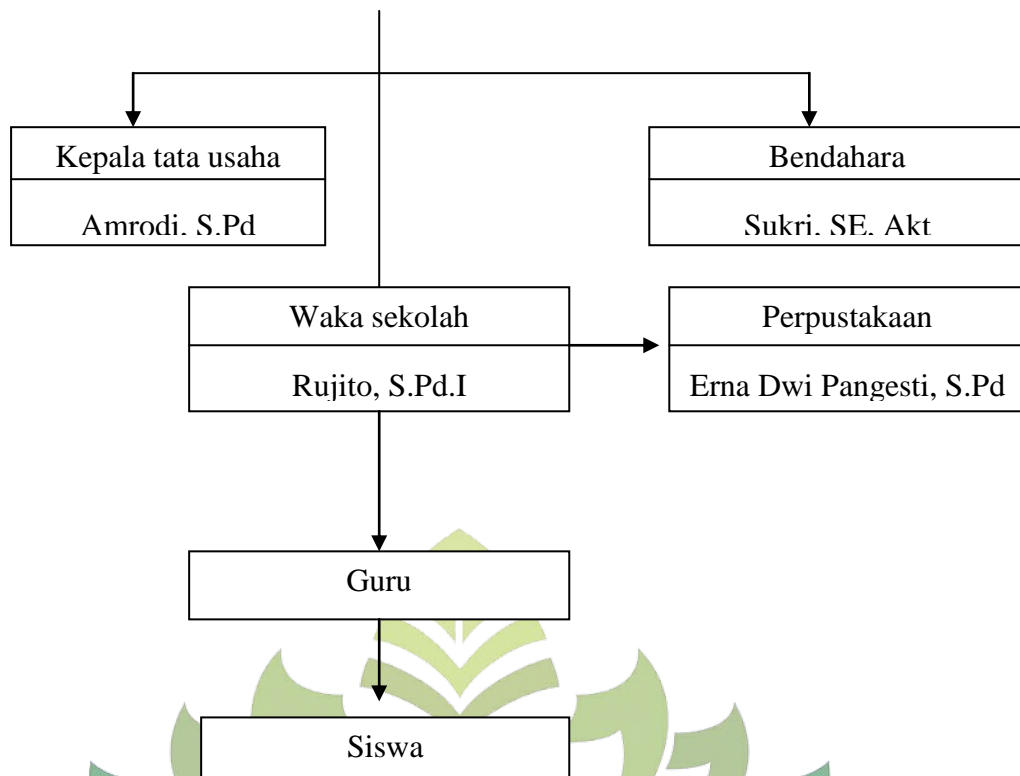 Kepala tata usaha
Amrodi, S.Pd
Bendahara
Sukri, SE, Akt
Waka sekolah
Rujito, S.Pd.I
Perpustakaan
Erna Dwi Pangesti, S.Pd
Guru
Siswa